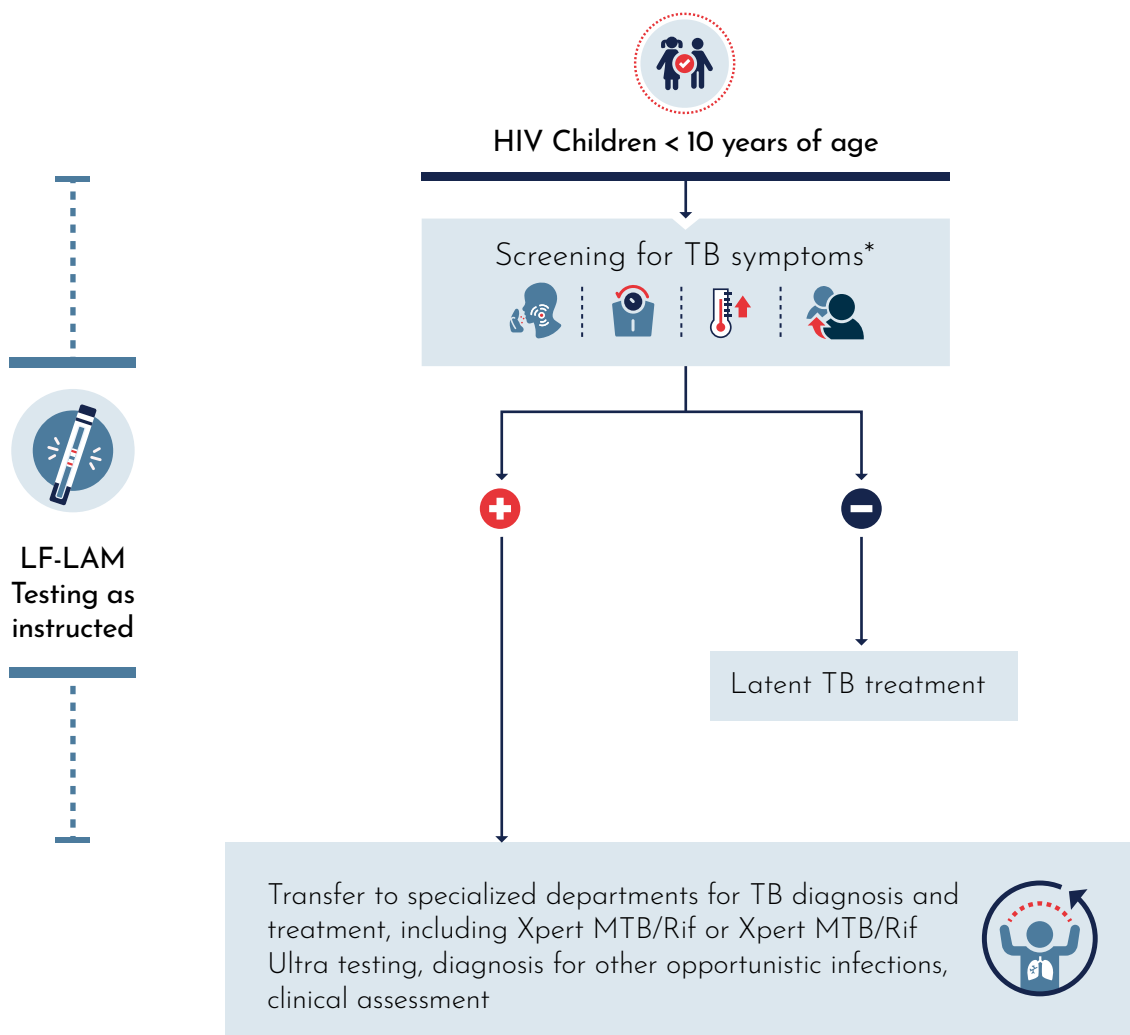 HIV Children < 10 years of age
Screening for TB symptoms*
LF-LAM
Testing as
instructed
Latent TB treatment
Transfer to specialized departments for TB diagnosis and
treatment, including Xpert MTB/Rif or Xpert MTB/Rif
Ultra testing, diagnosis for other opportunistic infections,
clinical assessment